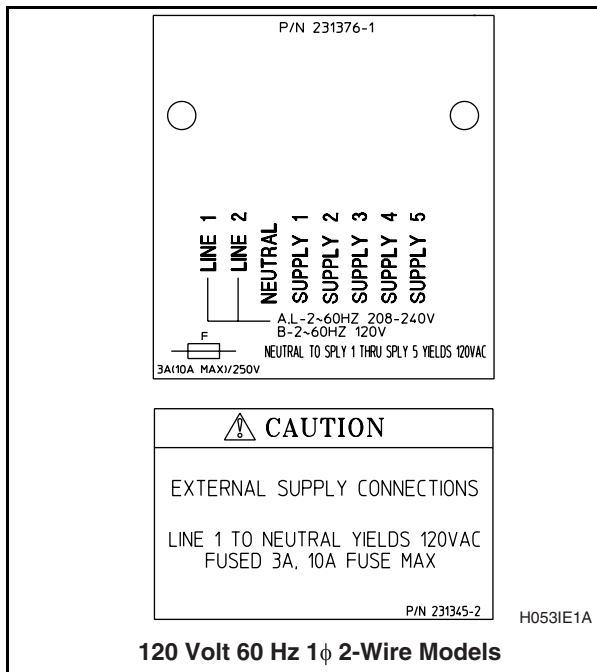 P/N 231376-1
LINE 1
LINE 2
NEUTRAL
SUPPLY 1
SUPPLY 2
SUPPLY 3
SUPPLY 4
SUPPLY 5
A,L-2~60HZ 208-240V
B-2~60HZ 120V
F
NEUTRAL TO SPLY 1 THRU SPLY 5 YIELDS 120VAC
3A(10A MAX)/250V
CAUTION
EXTERNAL SUPPLY CONNECTIONS
LINE 1 TO NEUTRAL YIELDS 120VAC
FUSED 3A, 10A FUSE MAX
P/N 231345-2
H053IE1A
120 Volt 60 Hz 1ϕ 2-Wire Models